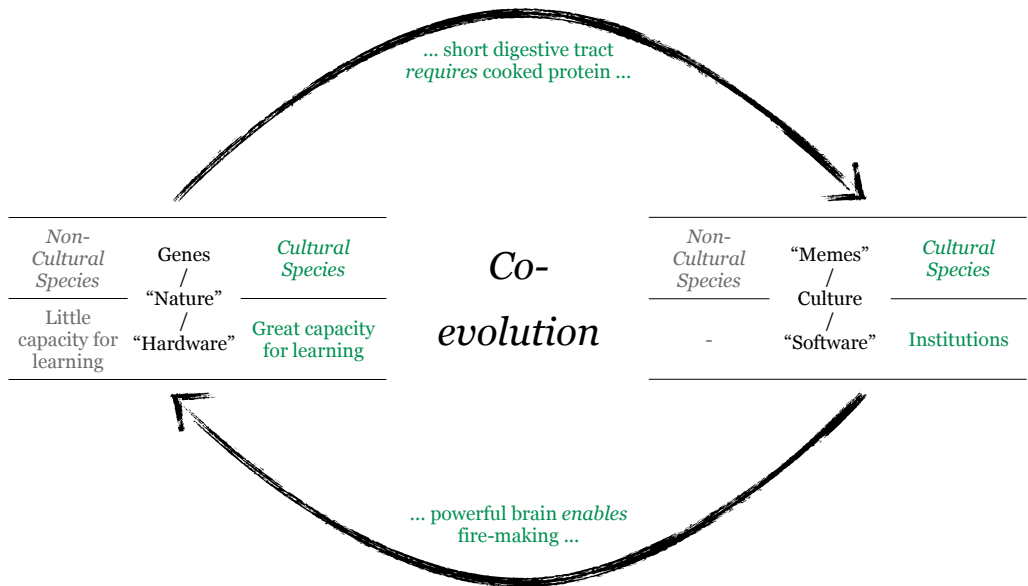 ... short digestive tract
requires cooked protein ...
Non-
Cultural
Species
Genes
/
“Nature”
/
“Hardware”
Cultural
Species
Little
capacity for
learning
Great capacity
for learning
Co-
evolution
Non-
Cultural
Species
“Memes”
/
Culture
/
“Software”
Cultural
Species
-
Institutions
... powerful brain enables
fire-making ...